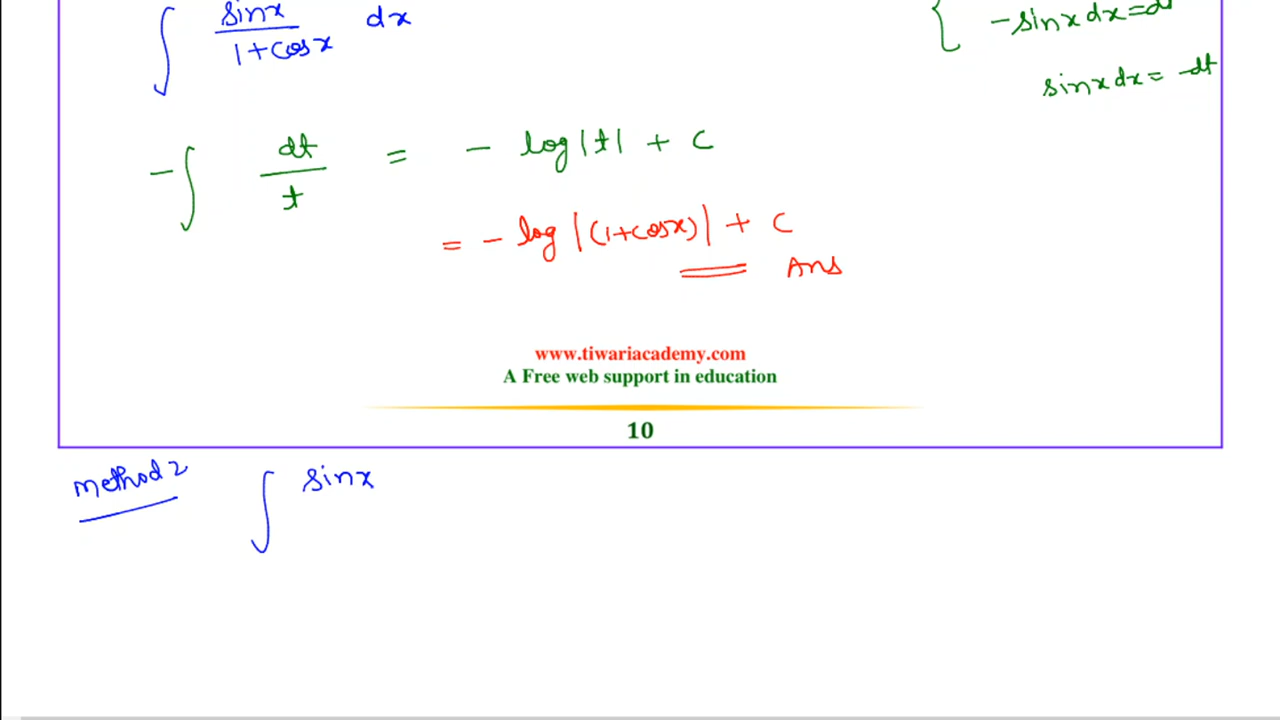 ∫ sinx / 1+cosx dx
-sinx dx = dt
sinx dx = -dt
-∫ dt / t = - log|t| + c
= - log |(1+cosx)| + c
Ans
www.tiwariacademy.com
A Free web support in education
10
method 2 ∫ sinx